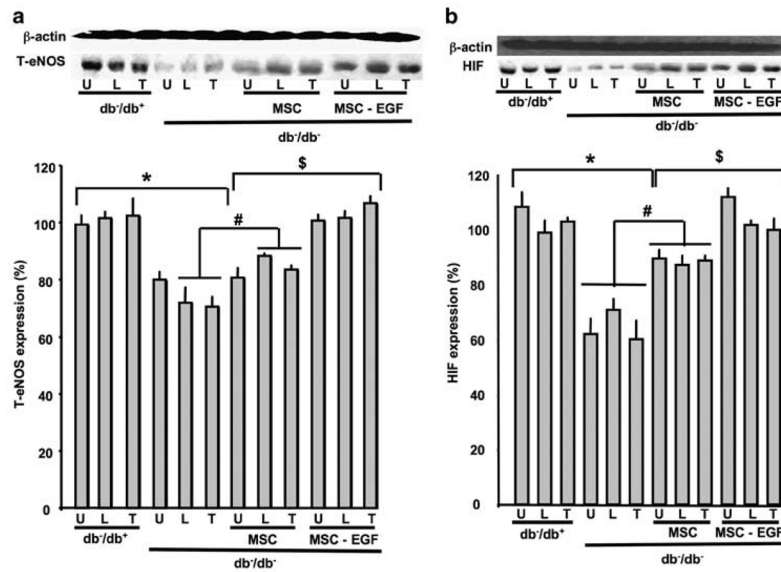 a
β-actin
T-eNOS
U L T U L T U L T U L T
db⁻/db⁺ MSC MSC - EGF
db⁻/db⁻
120
100
80
60
40
20
0
T-eNOS expression (%)
* # $
U L T U L T U L T U L T
db⁻/db⁺ MSC MSC - EGF
db⁻/db⁻
b
β-actin
HIF
U L T U L T U L T U L T
db⁻/db⁺ MSC MSC - EGF
db⁻/db⁻
120
100
80
60
40
20
0
HIF expression (%)
* # $
U L T U L T U L T U L T
db⁻/db⁺ MSC MSC - EGF
db⁻/db⁻